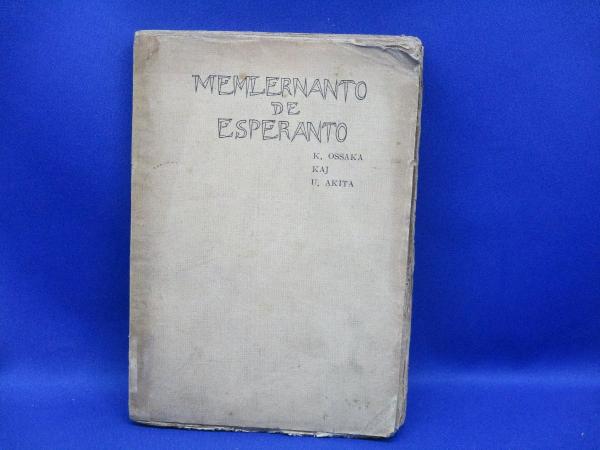 MEMLERNANTO
DE
ESPERANTO
K. OSSAKA
KAJ
U. AKITA